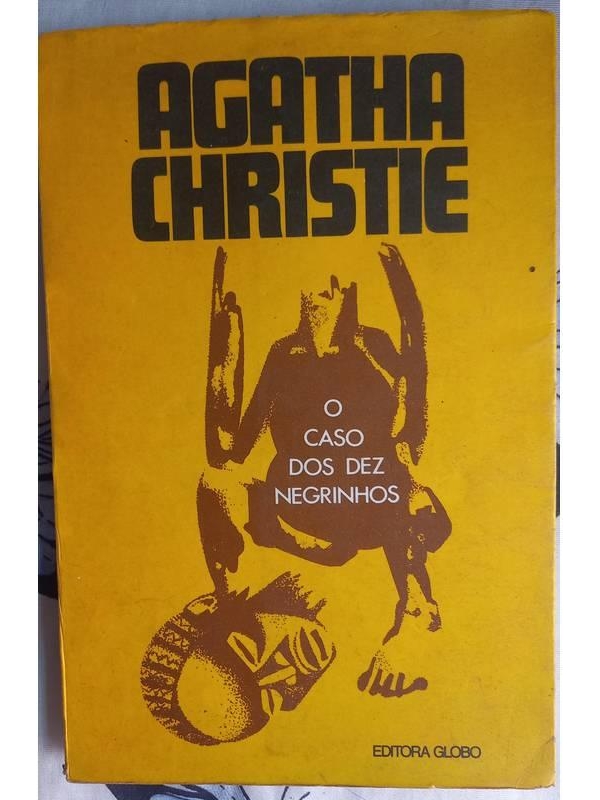 AGATHA
CHRISTIE
O
CASO
DOS DEZ
NEGRINHOS
EDITORA GLOBO